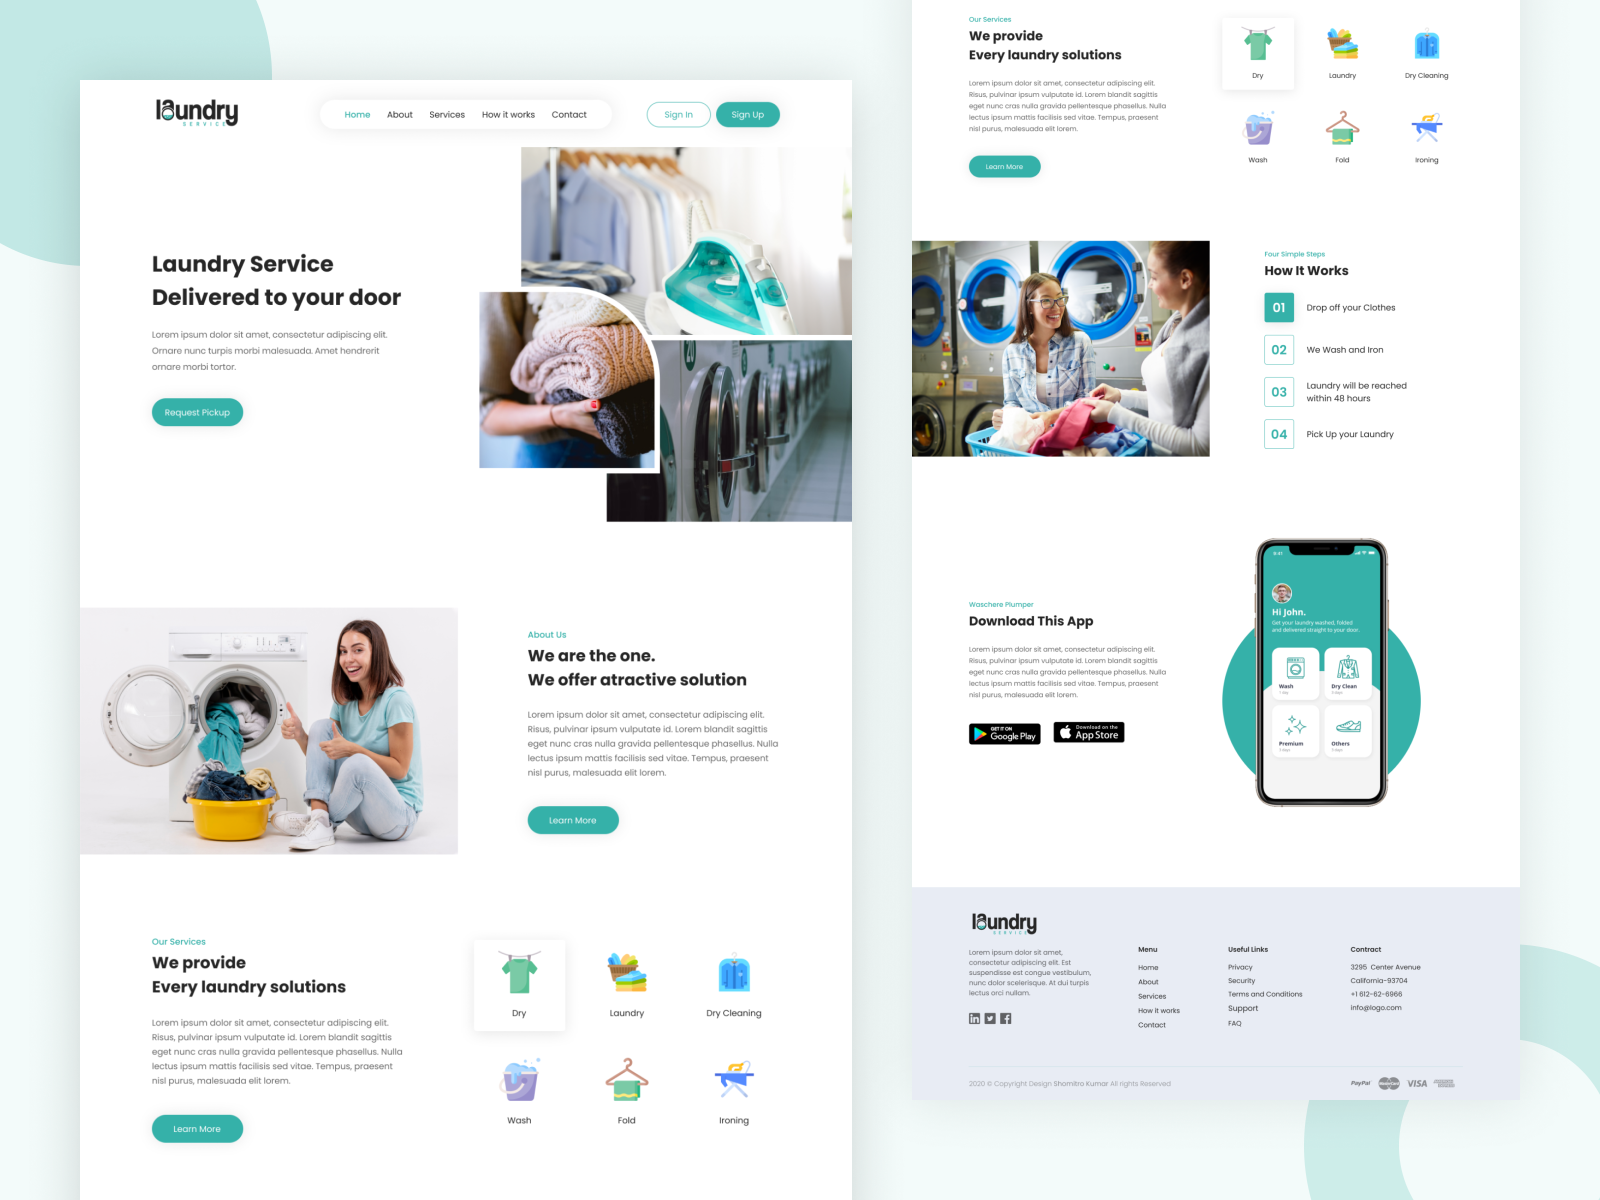 laundry
SERVICE
Home About Services How it works Contact
Sign In Sign Up
Laundry Service
Delivered to your door
Lorem ipsum dolor sit amet, consectetur adipiscing elit.
Ornare nunc turpis morbi malesuada. Amet hendrerit
ornare morbi tortor.
Request Pickup
20
About Us
We are the one.
We offer atractive solution
Lorem ipsum dolor sit amet, consectetur adipiscing elit.
Risus, pulvinar ipsum vulputate id. Lorem blandit sagittis
eget nunc cras nulla gravida pellentesque phasellus. Nulla
lectus ipsum mattis facilisis sed vitae. Tempus, praesent
nisl purus, malesuada elit lorem.
Learn More
Our Services
We provide
Every laundry solutions
Lorem ipsum dolor sit amet, consectetur adipiscing elit.
Risus, pulvinar ipsum vulputate id. Lorem blandit sagittis
eget nunc cras nulla gravida pellentesque phasellus. Nulla
lectus ipsum mattis facilisis sed vitae. Tempus, praesent
nisl purus, malesuada elit lorem.
Learn More
Dry Laundry Dry Cleaning
Wash Fold Ironing
Our Services
We provide
Every laundry solutions
Lorem ipsum dolor sit amet, consectetur adipiscing elit.
Risus, pulvinar ipsum vulputate id. Lorem blandit sagittis
eget nunc cras nulla gravida pellentesque phasellus. Nulla
lectus ipsum mattis facilisis sed vitae. Tempus, praesent
nisl purus, malesuada elit lorem.
Learn More
Dry Laundry Dry Cleaning
Wash Fold Ironing
Four Simple Steps
How It Works
01 Drop off your Clothes
02 We Wash and Iron
03 Laundry will be reached
within 48 hours
04 Pick Up your Laundry
Waschere Plumper
Download This App
Lorem ipsum dolor sit amet, consectetur adipiscing elit.
Risus, pulvinar ipsum vulputate id. Lorem blandit sagittis
eget nunc cras nulla gravida pellentesque phasellus. Nulla
lectus ipsum mattis facilisis sed vitae. Tempus, praesent
nisl purus, malesuada elit lorem.
GET IT ON
Google Play
Download on the
App Store
9:41
Hi John.
Get your laundry washed, folded
and delivered straight to your door.
Wash
Dry Clean
Premium
Others
laundry
SERVICE
Lorem ipsum dolor sit amet,
consectetur adipiscing elit. Est
suspendisse est congue vestibulum,
nunc dolor scelerisque. At dui turpis
lectus orci nullam.
Menu
Home
About
Services
How it works
Contact
Useful Links
Privacy
Security
Terms and Conditions
Support
FAQ
Contract
3295 Center Avenue
California-93704
+1 612-62-6966
info@logo.com
2020 © Copyright Design Shomitro Kumar All rights Reserved
PayPal MasterCard VISA